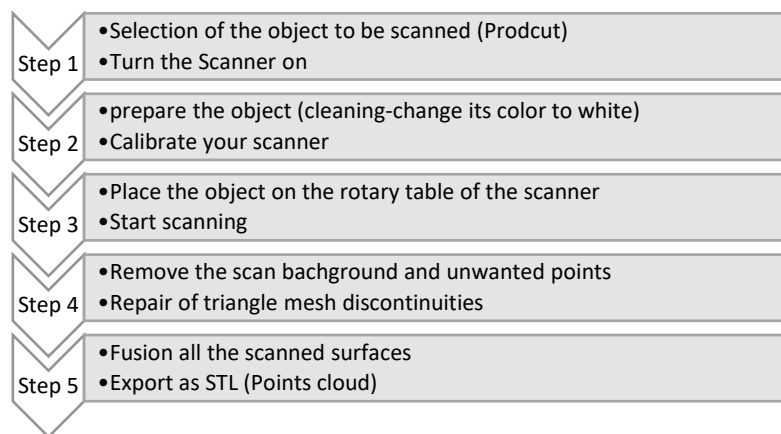 Step 1
•Selection of the object to be scanned (Prodcut)
•Turn the Scanner on
Step 2
•prepare the object (cleaning-change its color to white)
•Calibrate your scanner
Step 3
•Place the object on the rotary table of the scanner
•Start scanning
Step 4
•Remove the scan bachground and unwanted points
•Repair of triangle mesh discontinuities
Step 5
•Fusion all the scanned surfaces
•Export as STL (Points cloud)